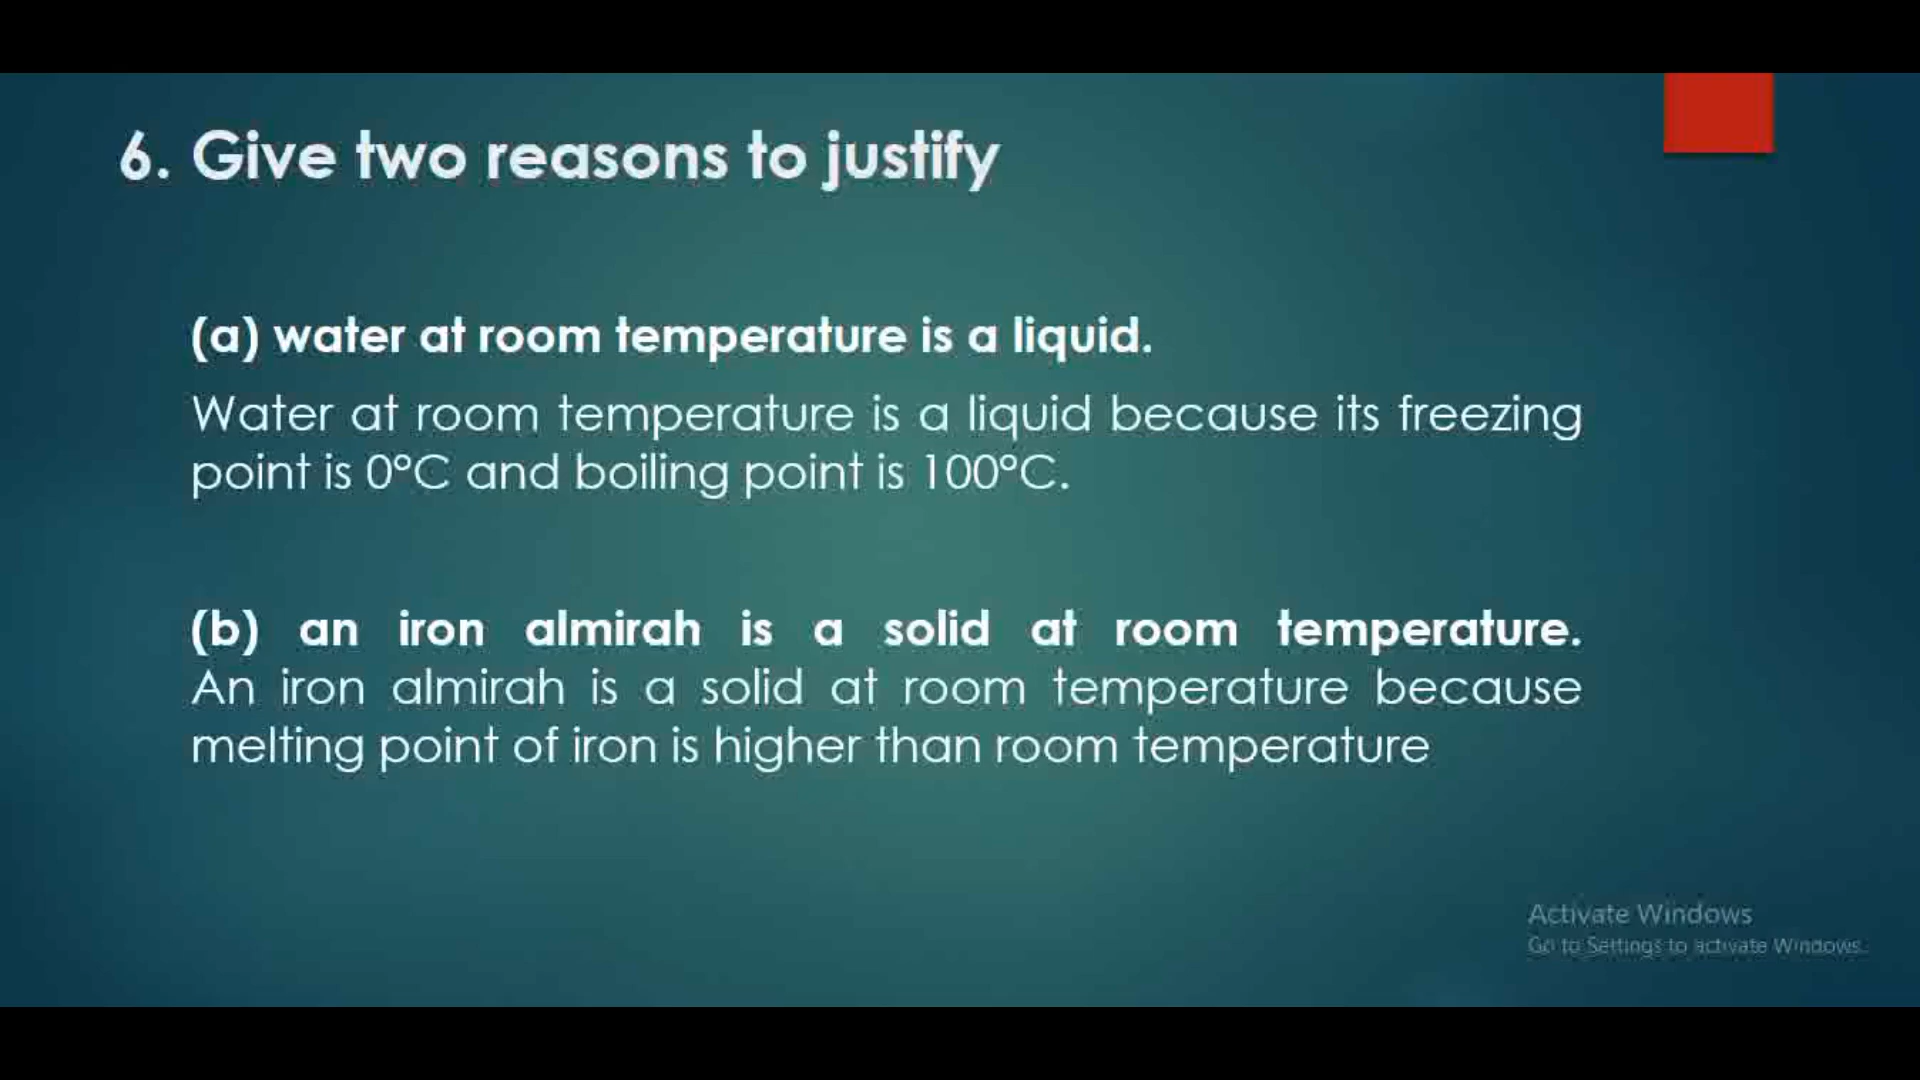 6. Give two reasons to justify
(a) water at room temperature is a liquid.
Water at room temperature is a liquid because its freezing
point is 0°C and boiling point is 100°C.
(b) an iron almirah is a solid at room temperature.
An iron almirah is a solid at room temperature because
melting point of iron is higher than room temperature
Activate Windows
Go to Settings to activate Windows.